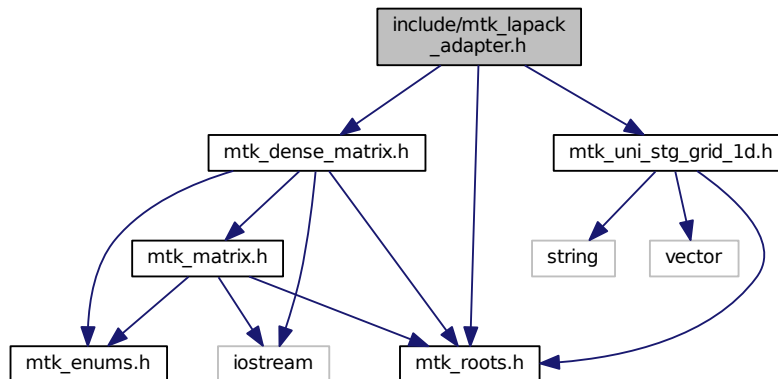 include/mtk_lapack
_adapter.h
mtk_dense_matrix.h
mtk_uni_stg_grid_1d.h
mtk_matrix.h
string
vector
mtk_enums.h
iostream
mtk_roots.h